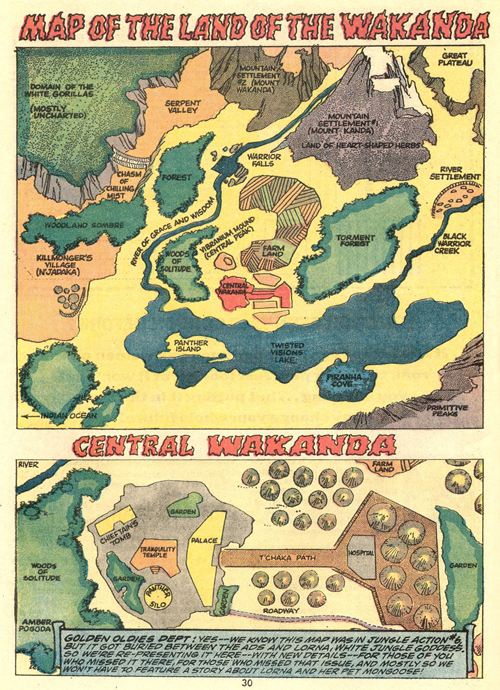 MAP OF THE LAND OF THE WAKANDA
DOMAIN OF THE
WHITE GORILLAS
(MOSTLY
UNCHARTED)
SERPENT
VALLEY
MOUNTAIN
SETTLEMENT
#2 (MOUNT
WAKANDA)
GREAT
PLATEAU
MOUNTAIN
SETTLEMENT #1
(MOUNT KANDA)
LAND OF HEART-SHAPED HERBS
CHASM
OF
CHILLING
MIST
FOREST
WARRIOR
FALLS
RIVER
SETTLEMENT
WOODLAND SOMBRE
RIVER OF GRACE AND WISDOM
VIBRANIUM MOUND
(CENTRAL PEAK)
TORMENT
FOREST
BLACK
WARRIOR
CREEK
KILLMONGER'S
VILLAGE
(N'JADAKA)
WOODS
OF
SOLITUDE
FARM
LAND
CENTRAL
WAKANDA
PANTHER
ISLAND
TWISTED
VISIONS
LAKE
PIRANHA
COVE
INDIAN OCEAN
PRIMITIVE
PEAKS
CENTRAL WAKANDA
RIVER
FARM
LAND
GARDEN
CHIEFTAIN'S
TOMB
PALACE
TRANQUILITY
TEMPLE
T'CHAKA PATH
HOSPITAL
GARDEN
WOODS
OF
SOLITUDE
GARDEN
PANTHER
SILO
GARDEN
ROADWAY
AMBER
POGODA
GOLDEN OLDIES DEPT: YES--WE KNOW THIS MAP WAS IN JUNGLE ACTION #6,
BUT IT GOT BURIED BETWEEN THE ADS AND LORNA, WHITE JUNGLE GODDESS,
SO WE'RE RE-PRESENTING IT HERE--WITH NEW DETAILS--FOR THOSE OF YOU
WHO MISSED IT THERE, FOR THOSE WHO MISSED THAT ISSUE, AND MOSTLY SO WE
WON'T HAVE TO FEATURE A STORY ABOUT LORNA AND HER PET MONGOOSE!
30